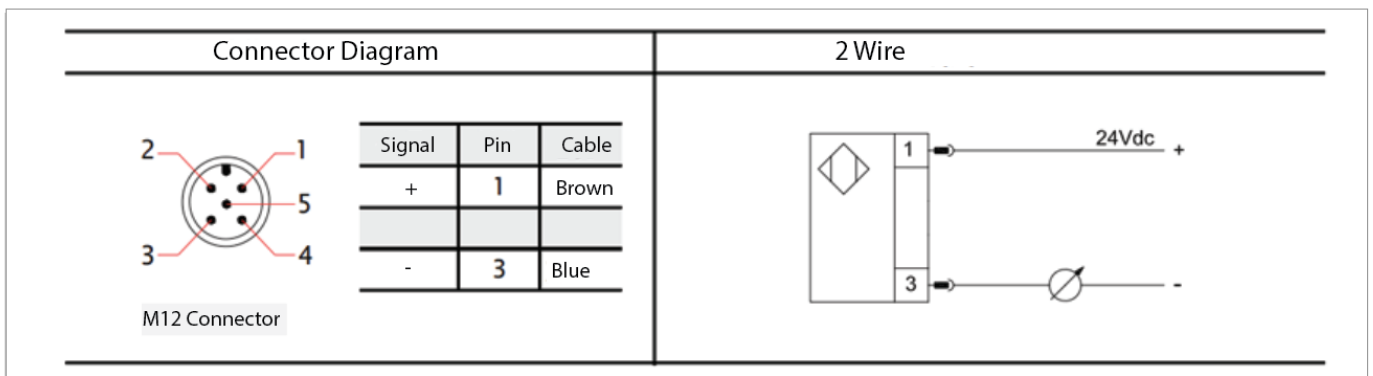 Connector Diagram
2 Wire
2
1
5
3
4
M12 Connector
Signal Pin Cable
+ 1 Brown
- 3 Blue
1
24Vdc +
3
-